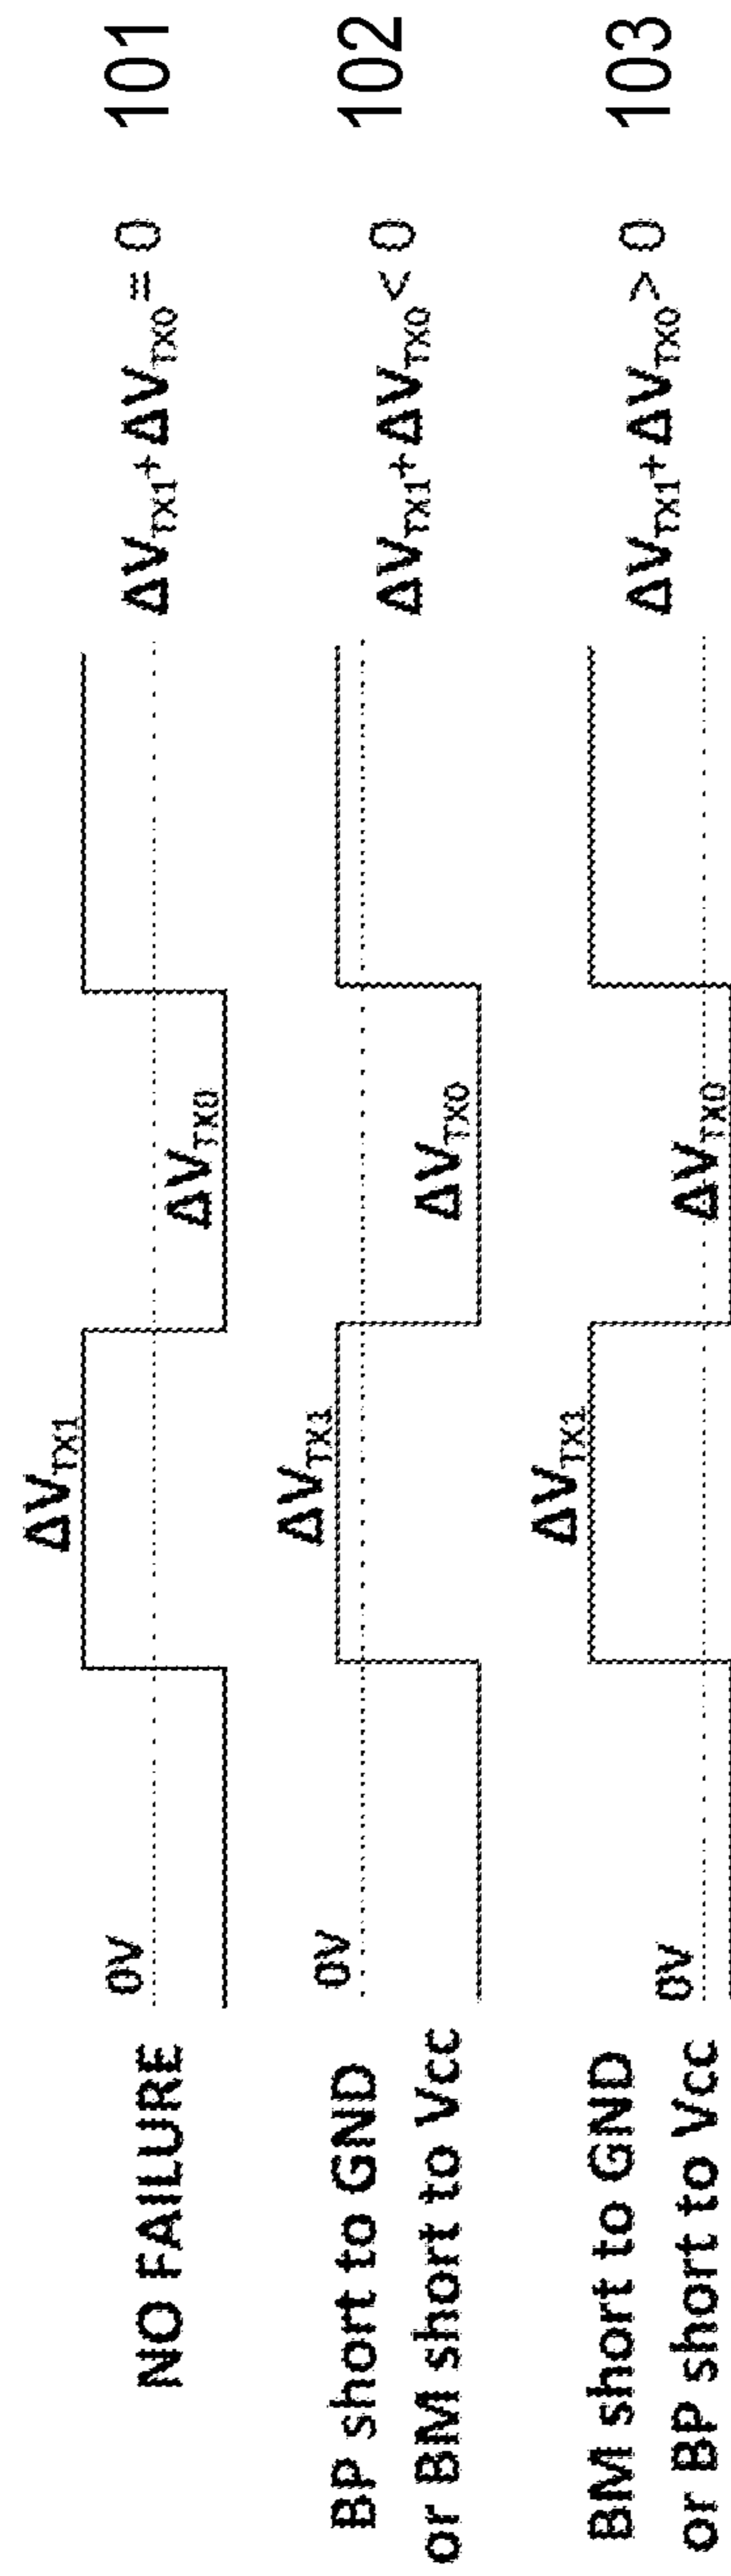 NO FAILURE
0V
ΔV_TX1
ΔV_TX0
ΔV_TX1+ΔV_TX0 = 0
101
BP short to GND
or BM short to Vcc
0V
ΔV_TX1
ΔV_TX0
ΔV_TX1+ΔV_TX0 < 0
102
BM short to GND
or BP short to Vcc
0V
ΔV_TX1
ΔV_TX0
ΔV_TX1+ΔV_TX0 > 0
103